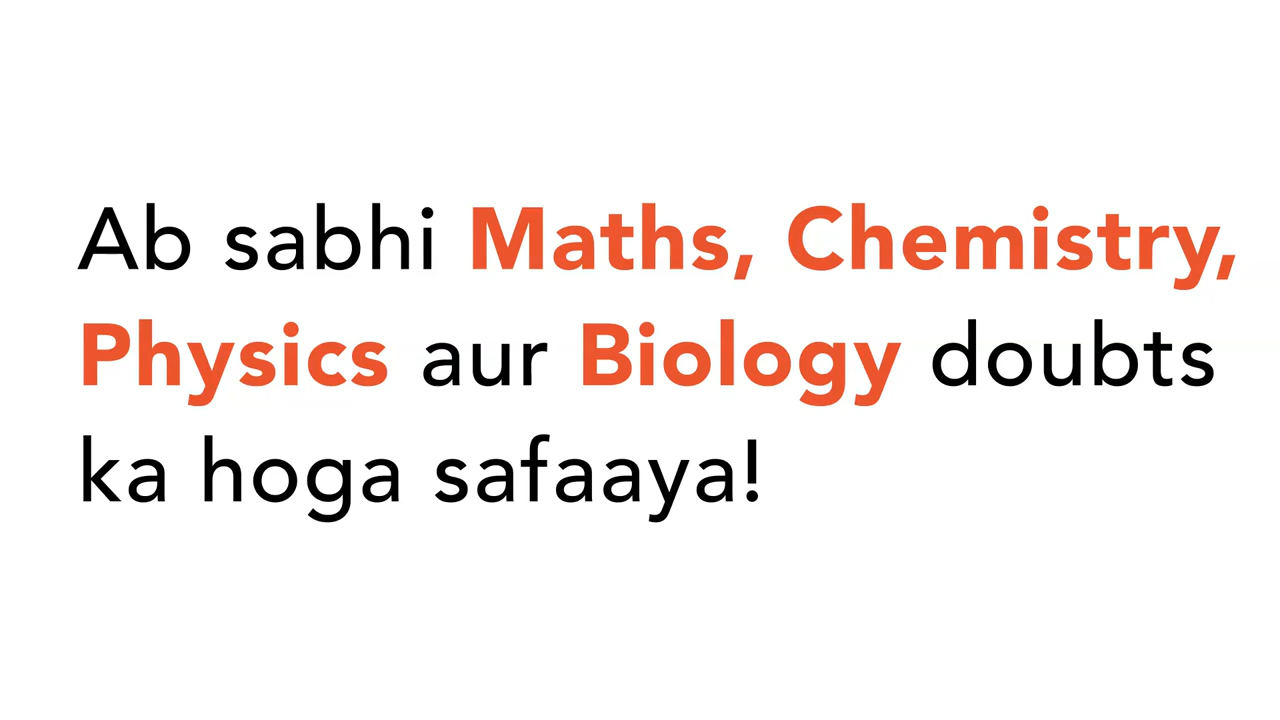 Ab sabhi Maths, Chemistry,
Physics aur Biology doubts
ka hoga safaaya!